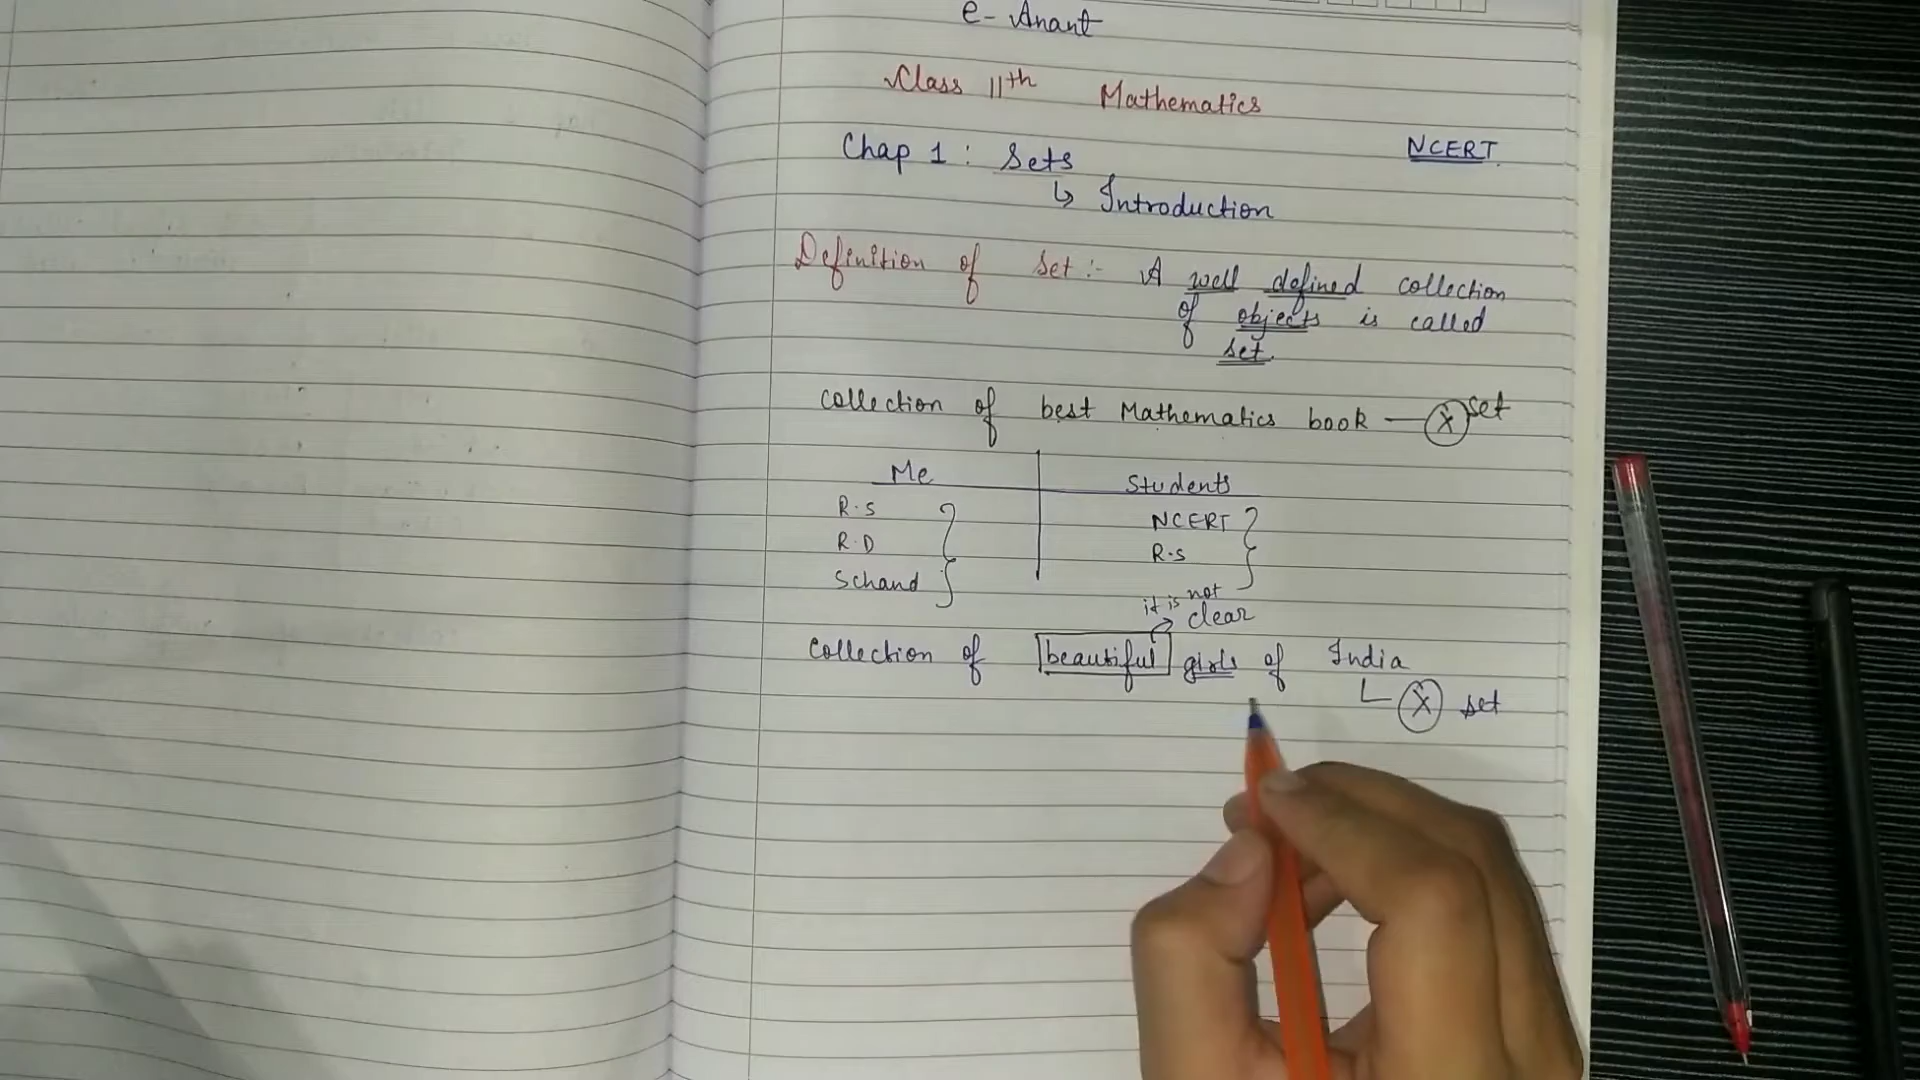 e- Anant
Class 11th Mathematics
Chap 1 : Sets NCERT
↳ Introduction
Definition of Set :- A well defined collection
of objects is called
set.
Collection of best Mathematics book — X set
Me Students
R.S NCERT
R.D R.S
Schand
it is not
clear
Collection of beautiful girls of India
X set